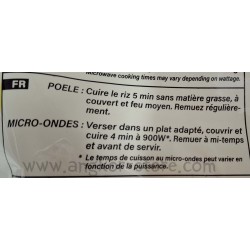 Microwave cooking times may vary depending on wattage.
FR
POELE : Cuire le riz 5 min sans matière grasse, à
couvert et feu moyen. Remuez régulière-
ment.
MICRO-ONDES : Verser dans un plat adapté, couvrir et
cuire 4 min à 900W* Remuer à mi-temps
et avant de servir.
* Le temps de cuisson au micro-ondes peut varier en
fonction de la puissance.